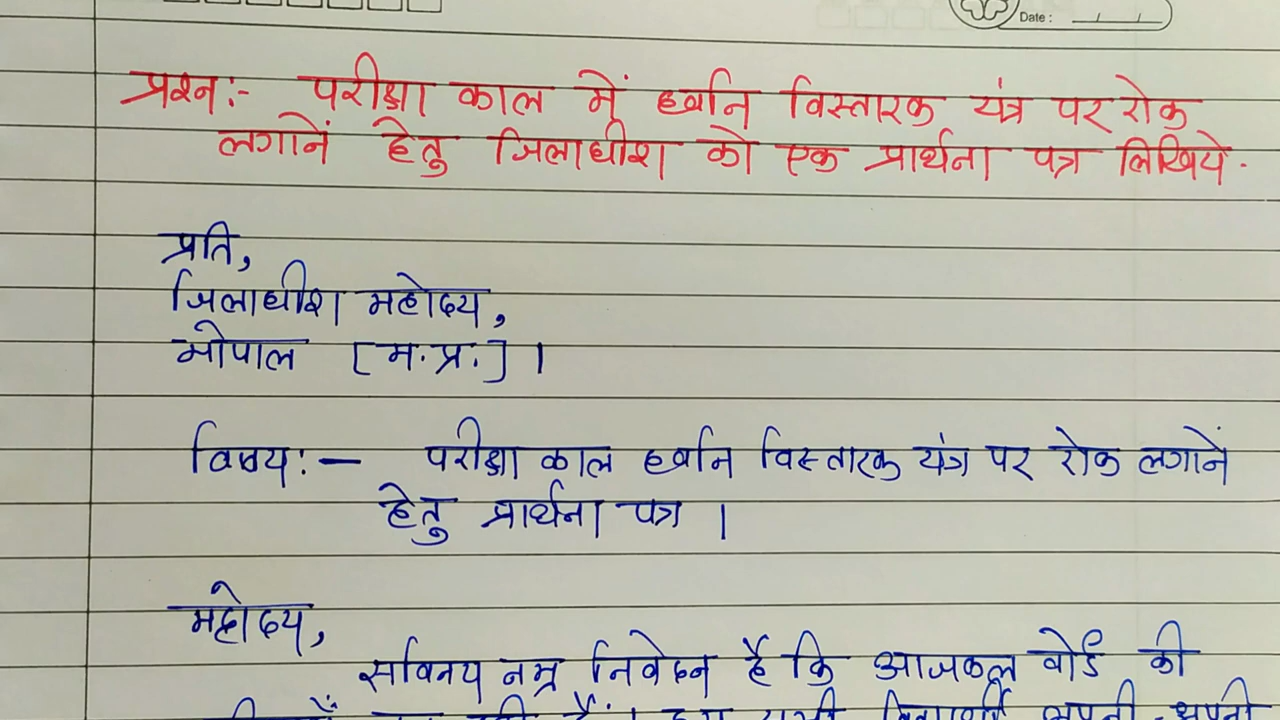 Date :
प्रश्न:- परीक्षा काल में ध्वनि विस्तारक यंत्र पर रोक
लगानें हेतु जिलाधीश को एक प्रार्थना पत्र लिखिये.
प्रति,
जिलाधीश महोदय,
भोपाल [म.प्र.] ।
विषय:— परीक्षा काल ध्वनि विस्तारक यंत्र पर रोक लगानें
हेतु प्रार्थना पत्र ।
महोदय,
सविनय नम्र निवेदन है कि आजकल बोर्ड की